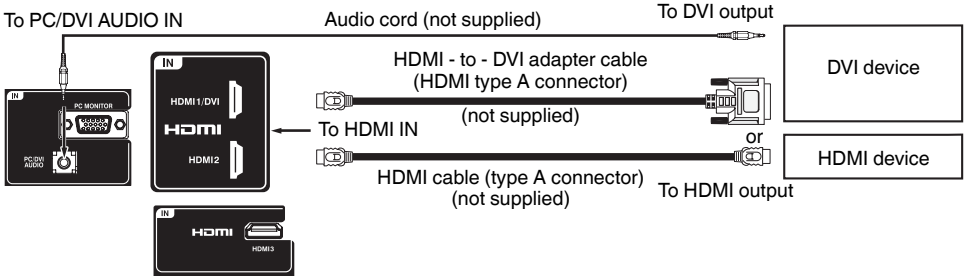 To PC/DVI AUDIO IN
Audio cord (not supplied)
To DVI output
HDMI - to - DVI adapter cable
(HDMI type A connector)
(not supplied)
DVI device
IN
PC MONITOR
PC/DVI
AUDIO
IN
HDMI1/DVI
HDMI
HDMI2
To HDMI IN
or
HDMI device
HDMI cable (type A connector)
(not supplied)
To HDMI output
IN
HDMI
HDMI3